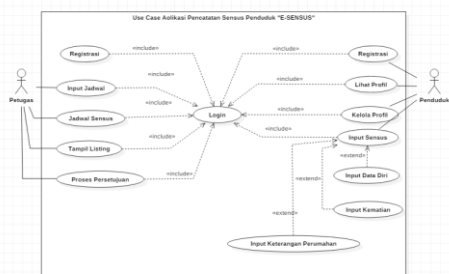 Use Case Aolikasi Pencatatan Sensus Penduduk "E-SENSUS"
Registrasi
«include»
«include»
Registrasi
Input Jadwal
«include»
«include»
Lihat Profil
Petugas
Penduduk
Jadwal Sensus
«include»
Login
«include»
Kelola Profil
Tampil Listing
«include»
«include»
Input Sensus
«extend»
Proses Persetujuan
«include»
«extend»
Input Data Diri
«extend»
Input Kematian
Input Keterangan Perumahan